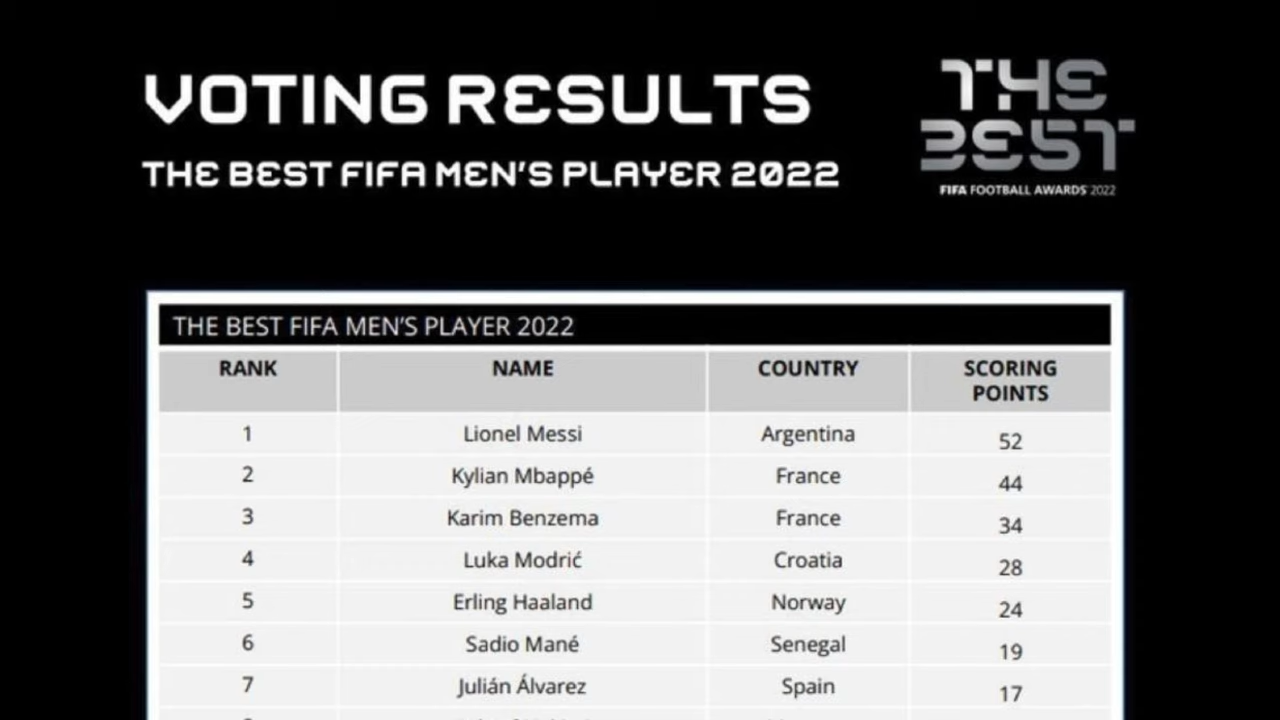 VOTING RESULTS
THE BEST FIFA MEN'S PLAYER 2022
THE
BEST
FIFA FOOTBALL AWARDS 2022
THE BEST FIFA MEN'S PLAYER 2022
RANK NAME COUNTRY SCORING POINTS
1 Lionel Messi Argentina 52
2 Kylian Mbappé France 44
3 Karim Benzema France 34
4 Luka Modrić Croatia 28
5 Erling Haaland Norway 24
6 Sadio Mané Senegal 19
7 Julián Álvarez Spain 17